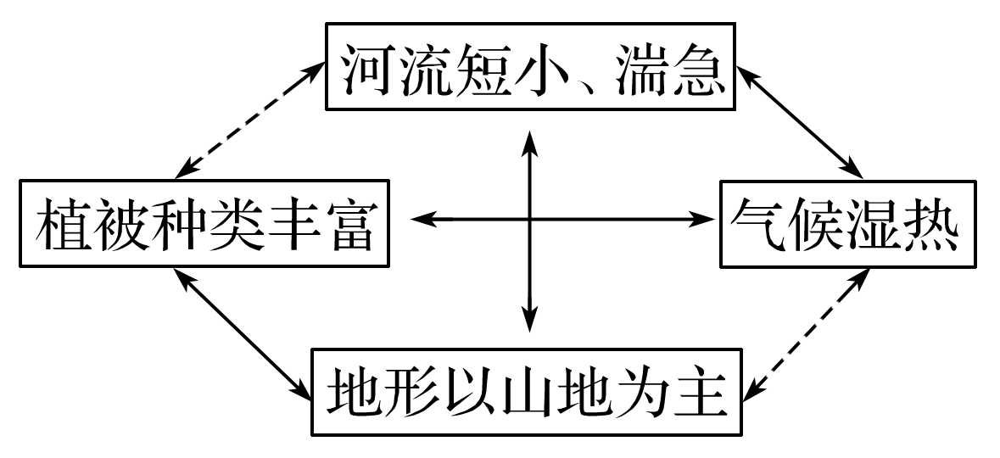 河流短小、湍急
植被种类丰富
气候湿热
地形以山地为主